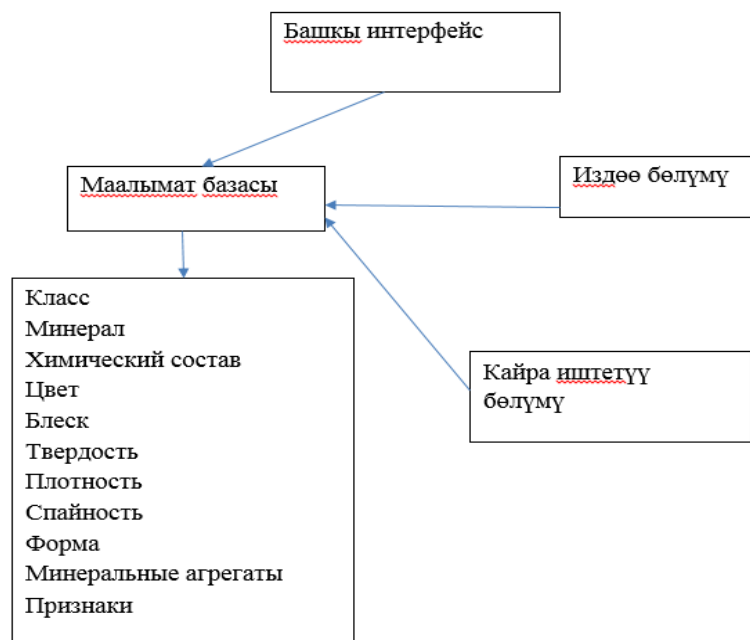 Башкы интерфейс
Маалымат базасы
Издөө бөлүмү
Класс
Минерал
Химический состав
Цвет
Блеск
Твердость
Плотность
Спайность
Форма
Минеральные агрегаты
Признаки
Кайра иштетүү
бөлүмү